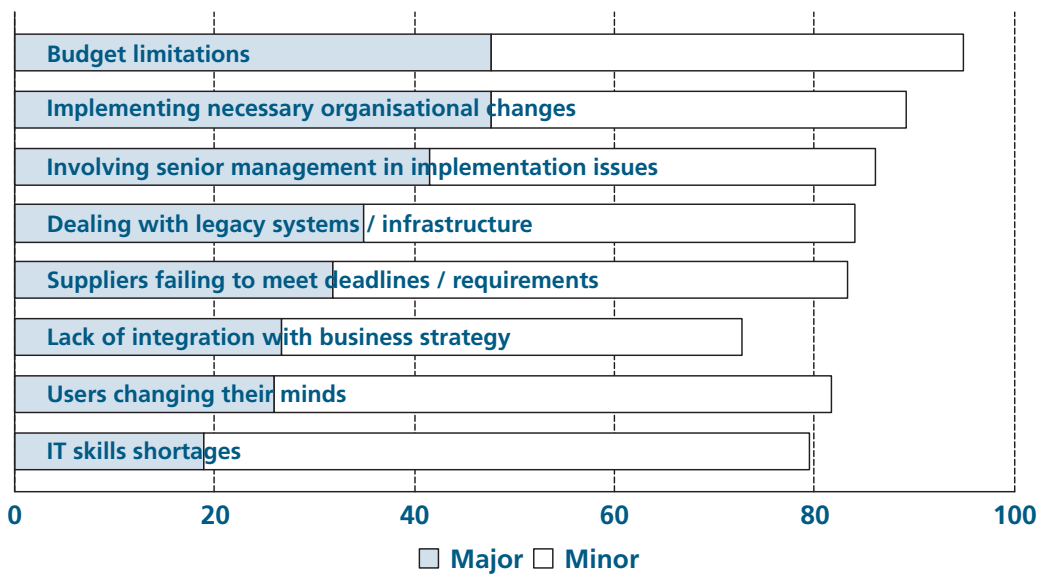 Budget limitations
Implementing necessary organisational changes
Involving senior management in implementation issues
Dealing with legacy systems / infrastructure
Suppliers failing to meet deadlines / requirements
Lack of integration with business strategy
Users changing their minds
IT skills shortages
0 20 40 60 80 100
Major Minor